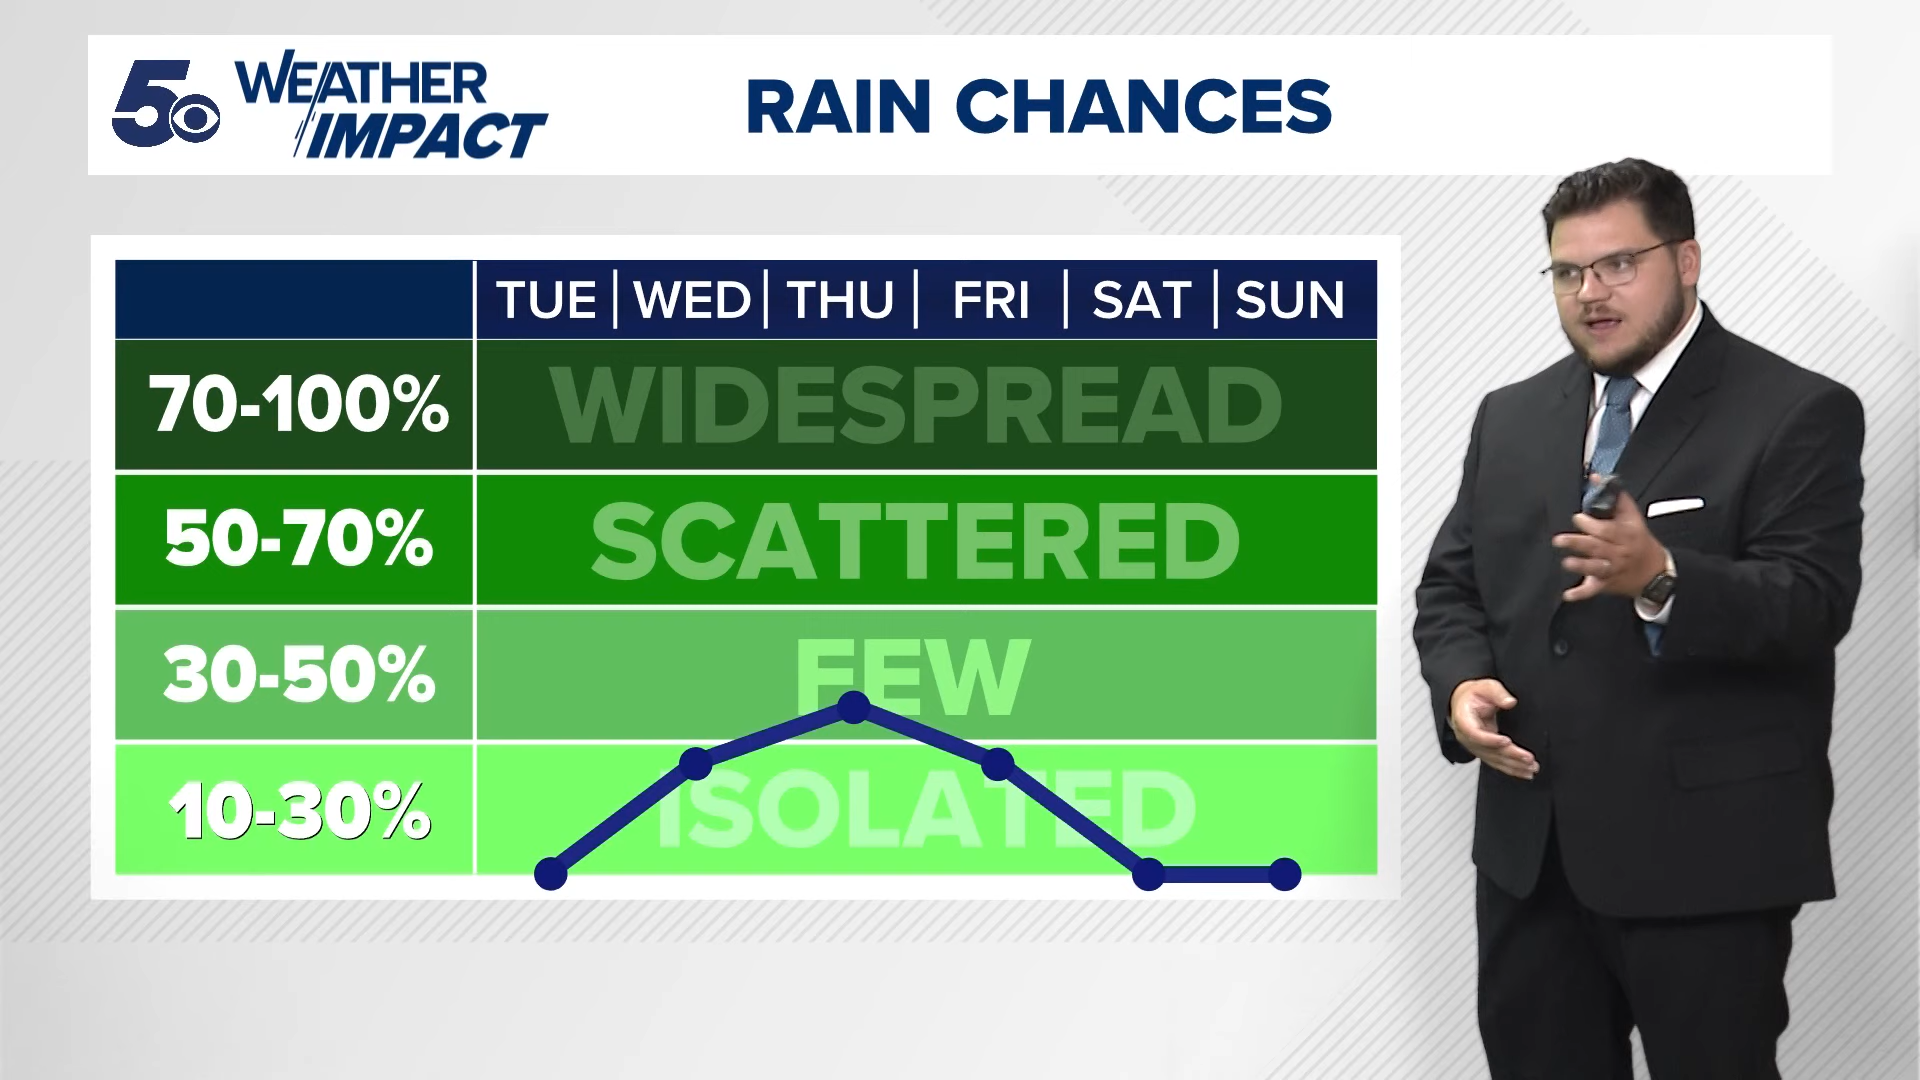 5 WEATHER
IMPACT
RAIN CHANCES
TUE WED THU FRI SAT SUN
70-100% WIDESPREAD
50-70% SCATTERED
30-50% FEW
10-30% ISOLATED